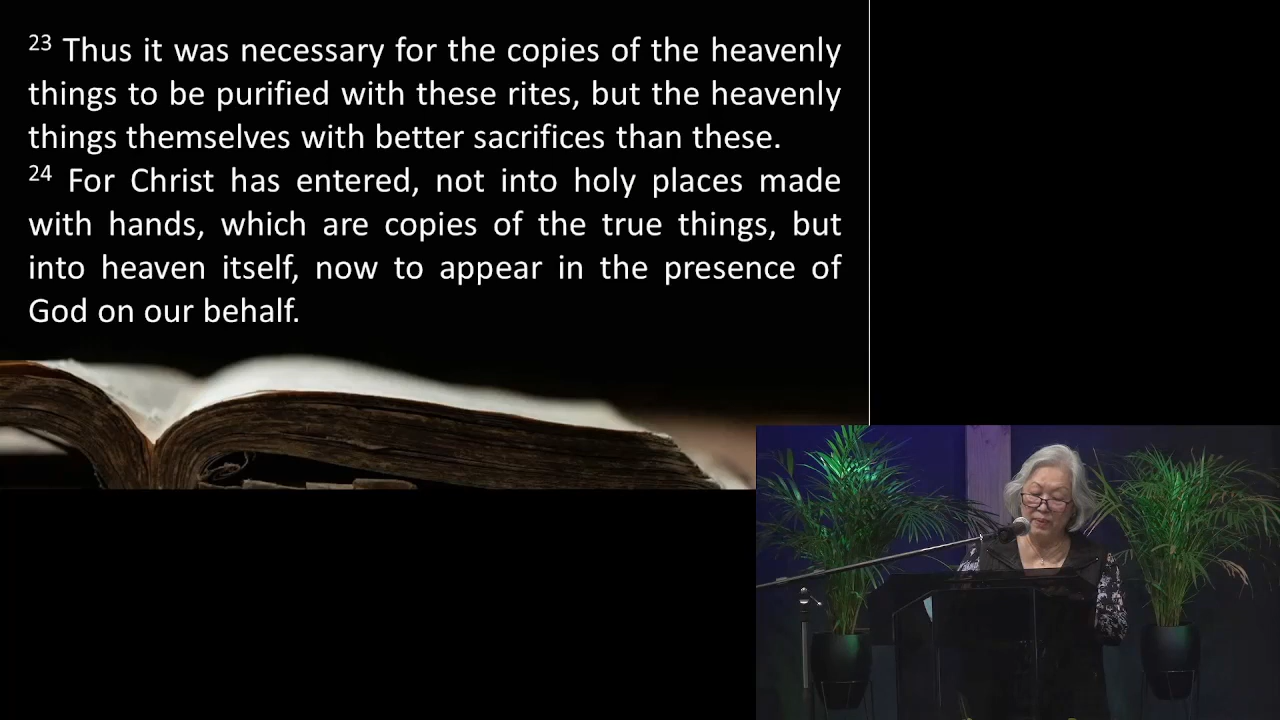 23 Thus it was necessary for the copies of the heavenly
things to be purified with these rites, but the heavenly
things themselves with better sacrifices than these.
24 For Christ has entered, not into holy places made
with hands, which are copies of the true things, but
into heaven itself, now to appear in the presence of
God on our behalf.